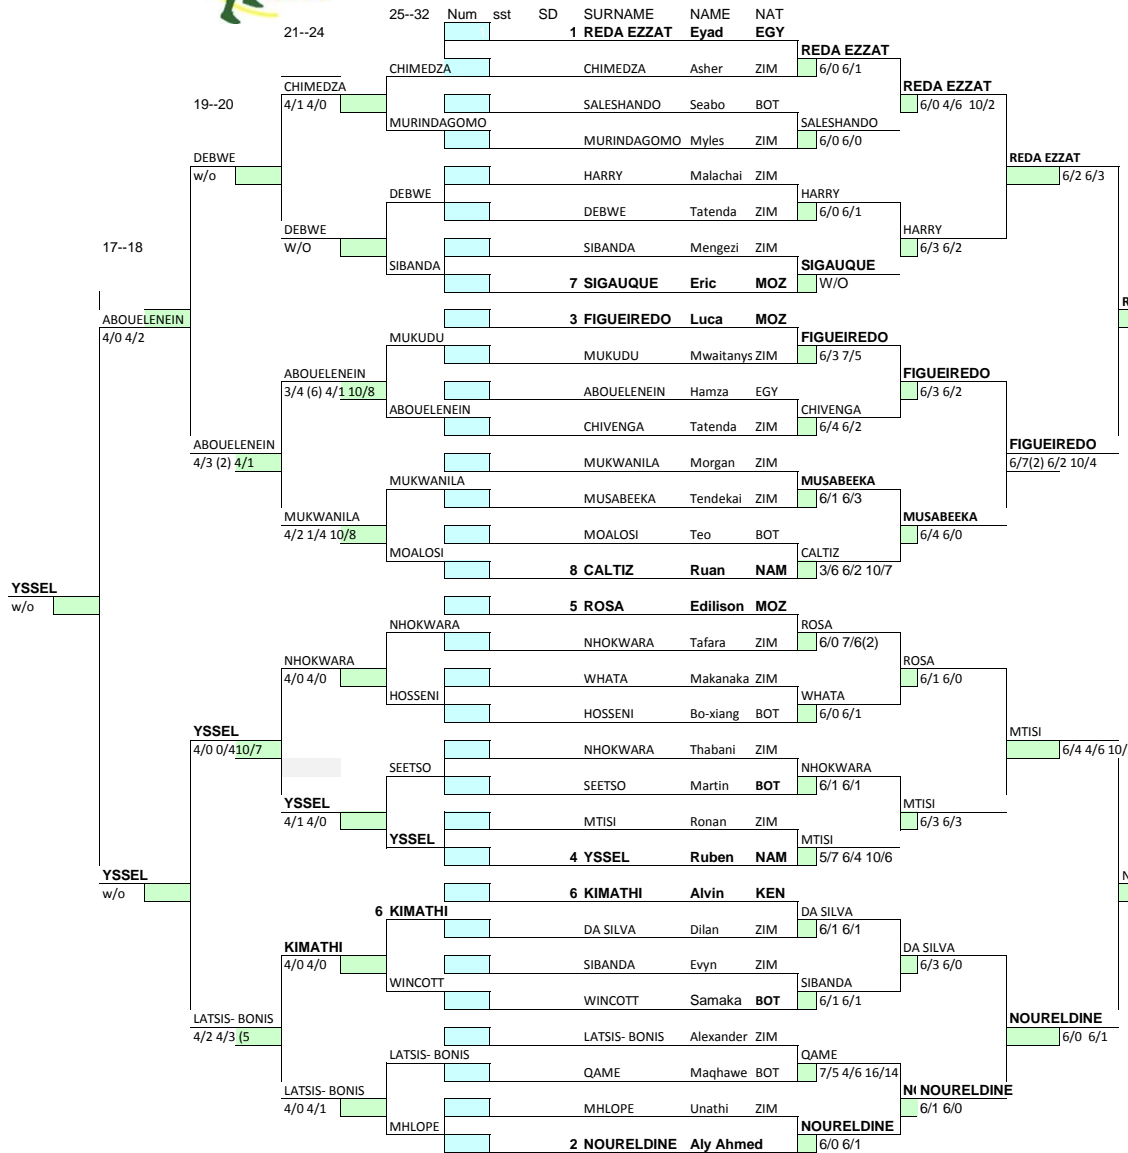 25--32 Num sst SD SURNAME NAME NAT
21--24 1 REDA EZZAT Eyad EGY
REDA EZZAT
CHIMEDZA CHIMEDZA Asher ZIM 6/0 6/1
CHIMEDZA REDA EZZAT
19--20 4/1 4/0 SALESHANDO Seabo BOT 6/0 4/6 10/2
MURINDAGOMO SALESHANDO
MURINDAGOMO Myles ZIM 6/0 6/0
DEBWE REDA EZZAT
w/o HARRY Malachai ZIM 6/2 6/3
DEBWE HARRY
DEBWE Tatenda ZIM 6/0 6/1
DEBWE HARRY
17--18 W/O SIBANDA Mengezi ZIM 6/3 6/2
SIBANDA SIGAUQUE
7 SIGAUQUE Eric MOZ W/O
ABOUELENEIN 3 FIGUEIREDO Luca MOZ
4/0 4/2 MUKUDU FIGUEIREDO
MUKUDU Mwaitanys ZIM 6/3 7/5
ABOUELENEIN FIGUEIREDO
3/4 (6) 4/1 10/8 ABOUELENEIN Hamza EGY 6/3 6/2
ABOUELENEIN CHIVENGA
CHIVENGA Tatenda ZIM 6/4 6/2
ABOUELENEIN FIGUEIREDO
4/3 (2) 4/1 MUKWANILA Morgan ZIM 6/7(2) 6/2 10/4
MUKWANILA MUSABEEKA
MUSABEEKA Tendekai ZIM 6/1 6/3
MUKWANILA MUSABEEKA
4/2 1/4 10/8 MOALOSI Teo BOT 6/4 6/0
MOALOSI CALTIZ
8 CALTIZ Ruan NAM 3/6 6/2 10/7
YSSEL
w/o 5 ROSA Edilison MOZ
NHOKWARA ROSA
NHOKWARA Tafara ZIM 6/0 7/6(2)
NHOKWARA ROSA
4/0 4/0 WHATA Makanaka ZIM 6/1 6/0
HOSSENI WHATA
HOSSENI Bo-xiang BOT 6/0 6/1
YSSEL MTISI
4/0 0/410/7 NHOKWARA Thabani ZIM 6/4 4/6 10/
SEETSO NHOKWARA
SEETSO Martin BOT 6/1 6/1
YSSEL MTISI
4/1 4/0 MTISI Ronan ZIM 6/3 6/3
YSSEL MTISI
4 YSSEL Ruben NAM 5/7 6/4 10/6
YSSEL
w/o 6 KIMATHI Alvin KEN
6 KIMATHI DA SILVA
DA SILVA Dilan ZIM 6/1 6/1
KIMATHI DA SILVA
4/0 4/0 SIBANDA Evyn ZIM 6/3 6/0
WINCOTT SIBANDA
WINCOTT Samaka BOT 6/1 6/1
LATSIS- BONIS NOURELDINE
4/2 4/3 (5 LATSIS- BONIS Alexander ZIM 6/0 6/1
LATSIS- BONIS QAME
QAME Maqhawe BOT 7/5 4/6 16/14
LATSIS- BONIS NOURELDINE
4/0 4/1 MHLOPE Unathi ZIM 6/1 6/0
MHLOPE NOURELDINE
2 NOURELDINE Aly Ahmed 6/0 6/1